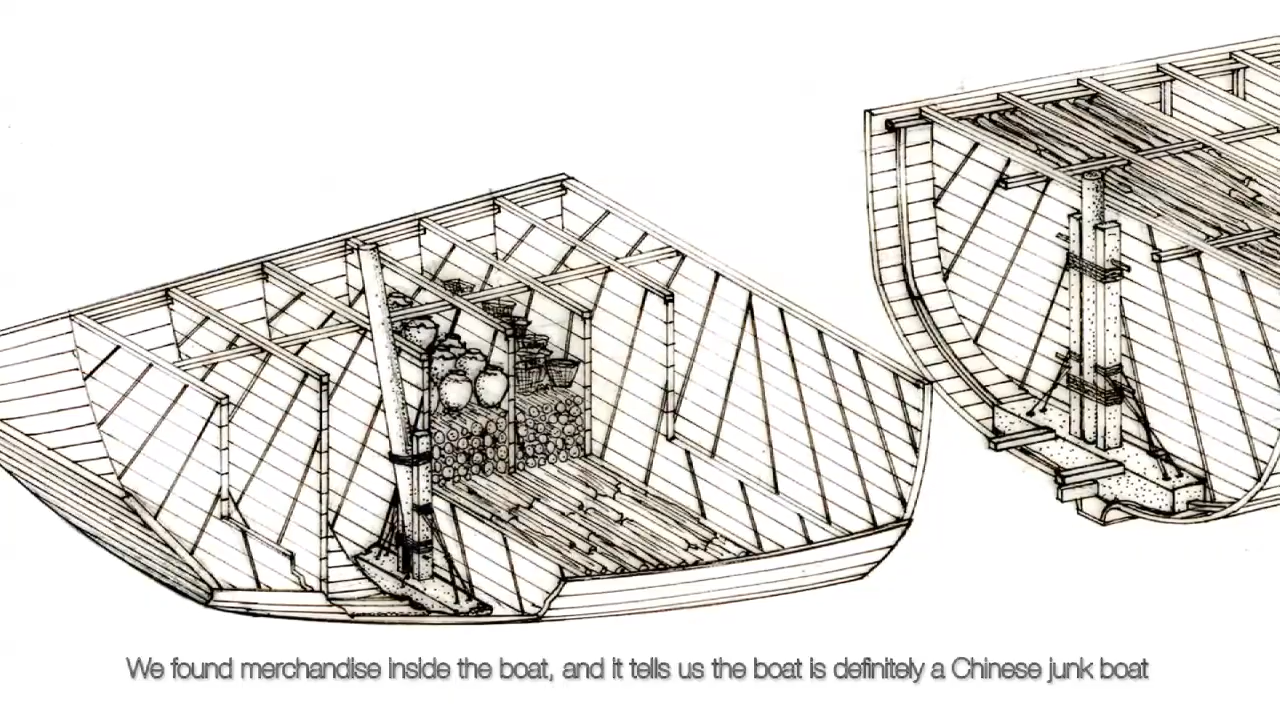 We found merchandise inside the boat, and it tells us the boat is definitely a Chinese junk boat